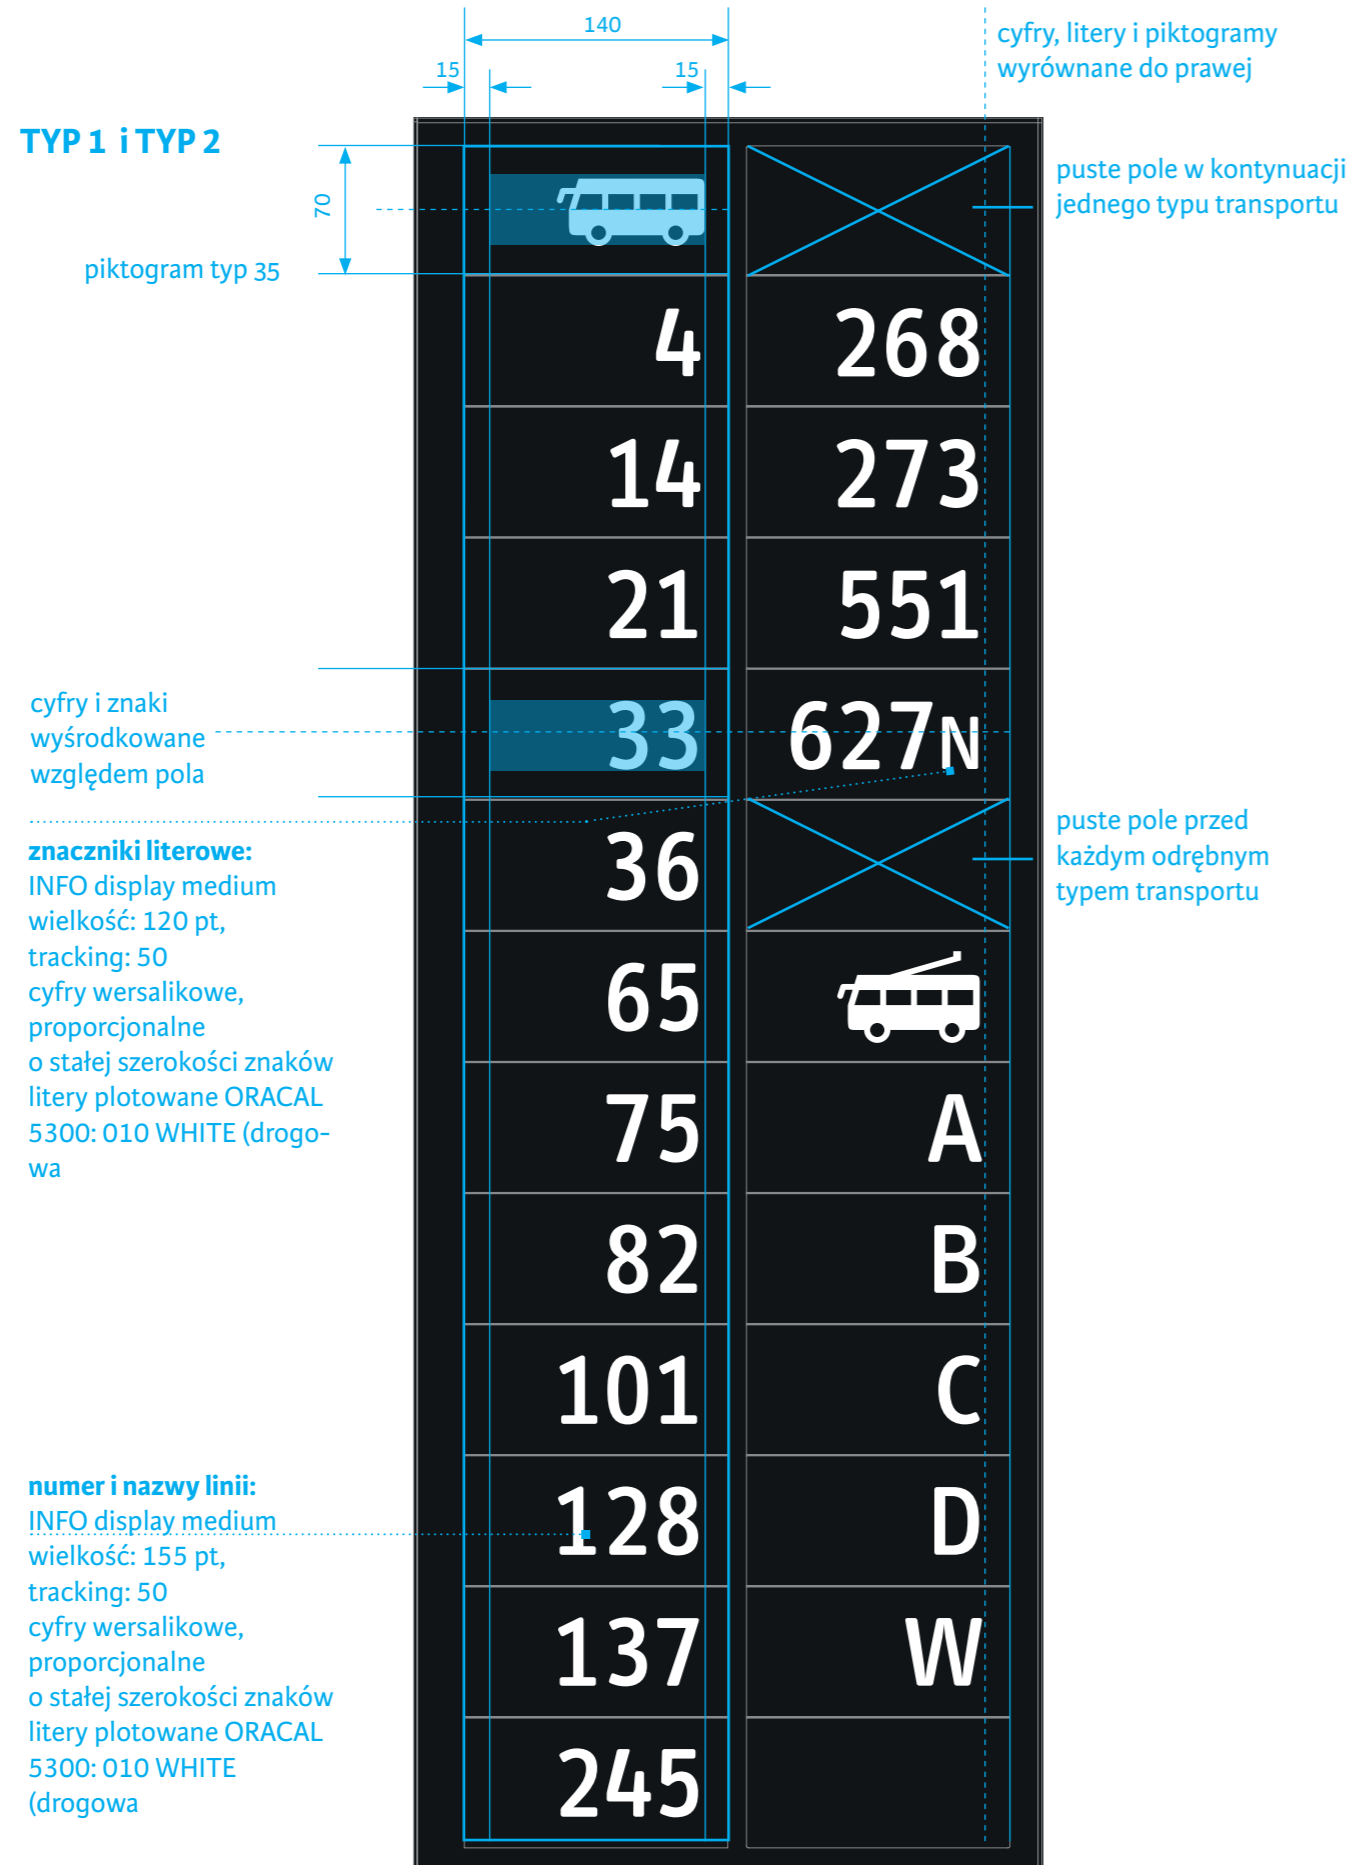 140
15
15
cyfry, litery i piktogramy
wyrównane do prawej
TYP 1 i TYP 2
70
piktogram typ 35
puste pole w kontynuacji
jednego typu transportu
4
14
21
33
36
65
75
82
101
128
137
245
268
273
551
627N
A
B
C
D
W
cyfry i znaki
wyśrodkowane
względem pola
znaczniki literowe:
INFO display medium
wielkość: 120 pt,
tracking: 50
cyfry wersalikowe,
proporcjonalne
o stałej szerokości znaków
litery plotowane ORACAL
5300: 010 WHITE (drogo-
wa
puste pole przed
każdym odrębnym
typem transportu
numer i nazwy linii:
INFO display medium
wielkość: 155 pt,
tracking: 50
cyfry wersalikowe,
proporcjonalne
o stałej szerokości znaków
litery plotowane ORACAL
5300: 010 WHITE
(drogowa